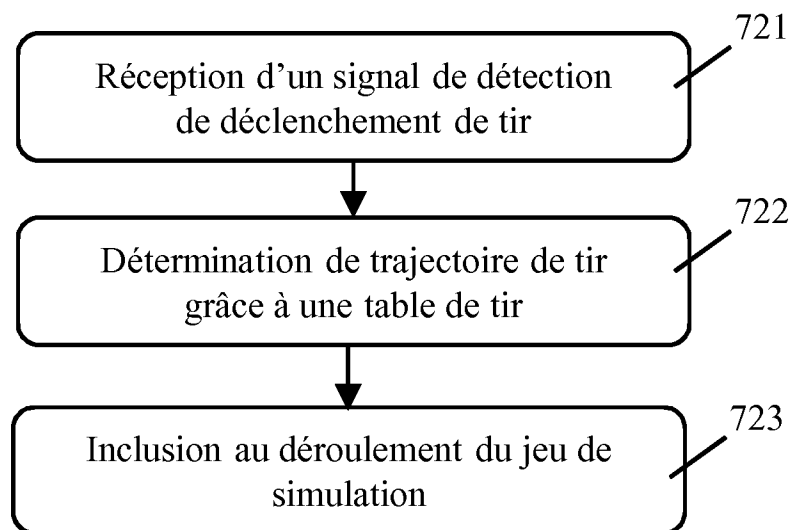 721
Réception d'un signal de détection
de déclenchement de tir
722
Détermination de trajectoire de tir
grâce à une table de tir
723
Inclusion au déroulement du jeu de
simulation